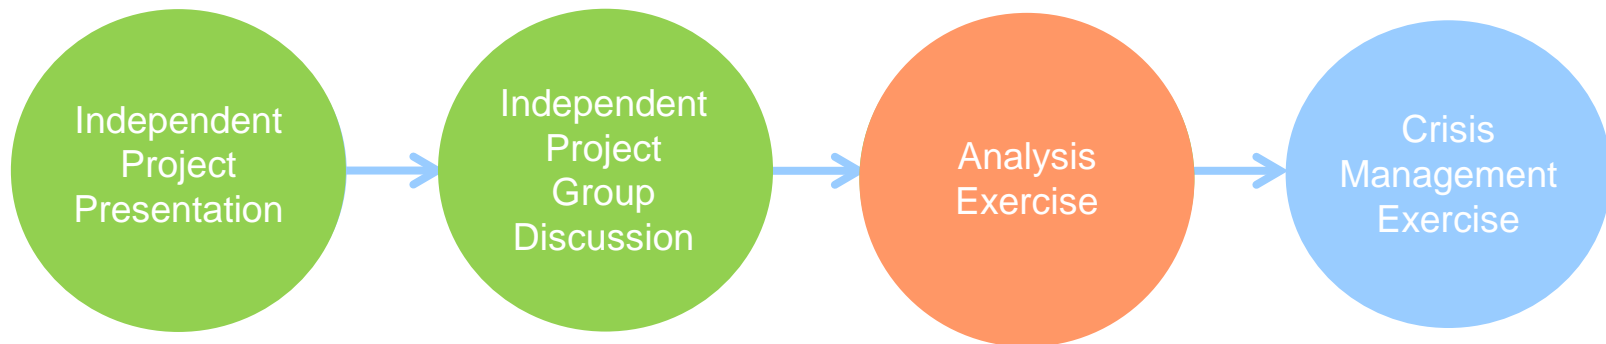 Independent
Project
Presentation
Independent
Project
Group
Discussion
Analysis
Exercise
Crisis
Management
Exercise